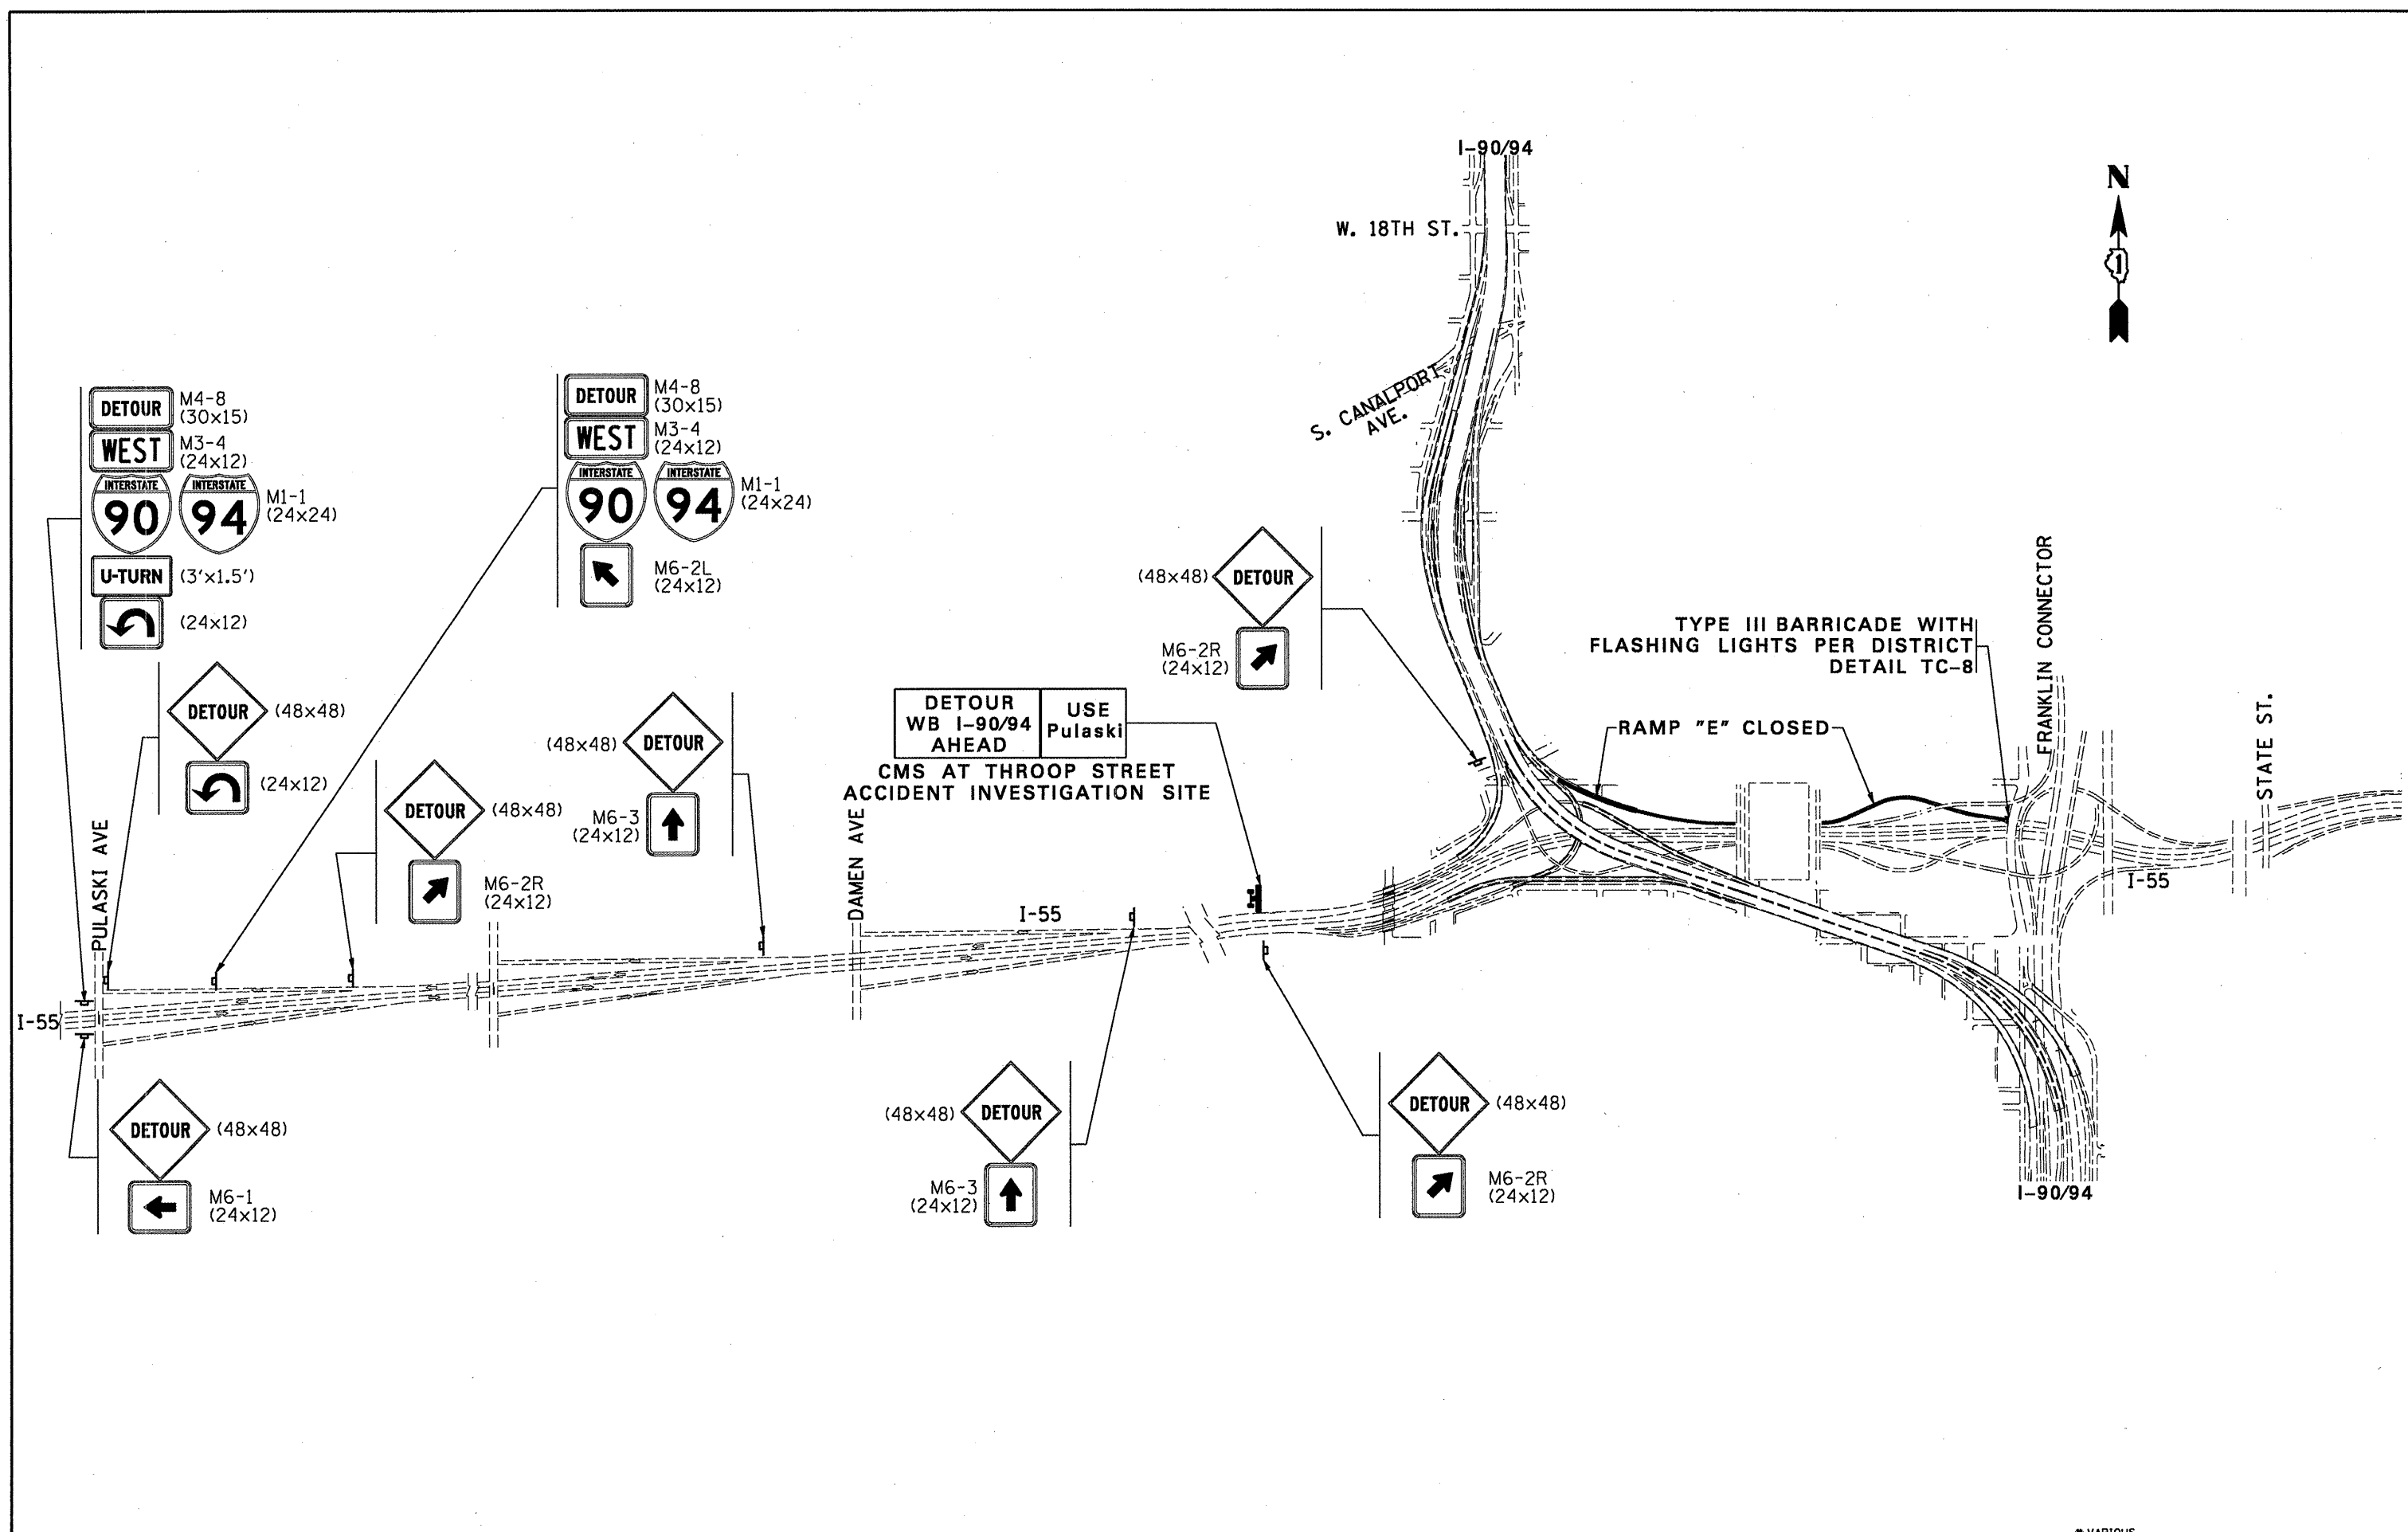 I-90/94
N
W. 18TH ST.
1
S. CANALPORT
AVE.
DETOUR
M4-8
(30x15)
WEST
M3-4
(24x12)
INTERSTATE
90
INTERSTATE
94
M1-1
(24x24)
U-TURN
(3'x1.5')
(24x12)
DETOUR
M4-8
(30x15)
WEST
M3-4
(24x12)
INTERSTATE
90
INTERSTATE
94
M1-1
(24x24)
M6-2L
(24x12)
(48x48)
DETOUR
M6-2R
(24x12)
TYPE III BARRICADE WITH
FLASHING LIGHTS PER DISTRICT
DETAIL TC-8
FRANKLIN CONNECTOR
STATE ST.
RAMP "E" CLOSED
DETOUR
(48x48)
(24x12)
(48x48)
DETOUR
M6-3
(24x12)
DETOUR
(48x48)
M6-2R
(24x12)
DETOUR
WB I-90/94
AHEAD
USE
Pulaski
CMS AT THROOP STREET
ACCIDENT INVESTIGATION SITE
PULASKI AVE
DAMEN AVE
I-55
I-55
I-55
DETOUR
(48x48)
M6-1
(24x12)
(48x48)
DETOUR
M6-3
(24x12)
DETOUR
(48x48)
M6-2R
(24x12)
I-90/94
* VARIOUS